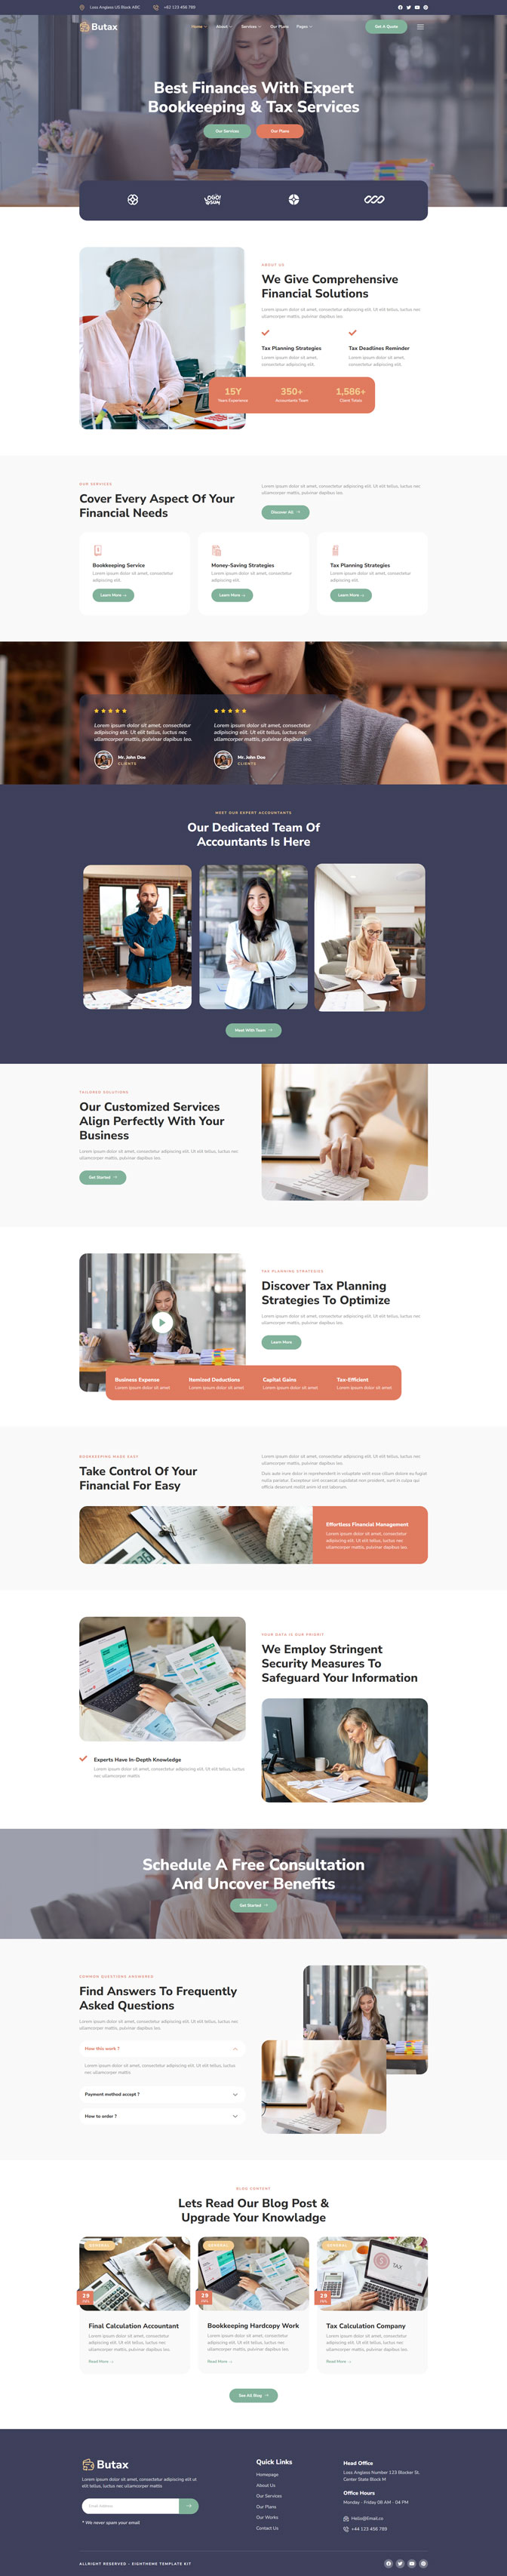 Loss Angless US Block ABC
+62 123 456 789
Butax
Home
About
Services
Our Plans
Pages
Get A Quote
Best Finances With Expert
Bookkeeping & Tax Services
Our Services
Our Plans
LOGO!
IPSUM
ABOUT US
We Give Comprehensive
Financial Solutions
Lorem ipsum dolor sit amet, consectetur adipiscing elit. Ut elit tellus, luctus nec
ullamcorper mattis, pulvinar dapibus leo.
Tax Planning Strategies
Lorem ipsum dolor sit amet,
consectetur adipiscing elit.
Tax Deadlines Reminder
Lorem ipsum dolor sit amet,
consectetur adipiscing elit.
15Y
Years Experience
350+
Accountants Team
1,586+
Client Totals
OUR SERVICES
Cover Every Aspect Of Your
Financial Needs
Lorem ipsum dolor sit amet, consectetur adipiscing elit. Ut elit tellus, luctus nec
ullamcorper mattis, pulvinar dapibus leo.
Discover All
Bookkeeping Service
Lorem ipsum dolor sit amet, consectetur
adipiscing elit.
Learn More
Money-Saving Strategies
Lorem ipsum dolor sit amet, consectetur
adipiscing elit.
Learn More
Tax Planning Strategies
Lorem ipsum dolor sit amet, consectetur
adipiscing elit.
Learn More
Lorem ipsum dolor sit amet, consectetur
adipiscing elit. Ut elit tellus, luctus nec
ullamcorper mattis, pulvinar dapibus leo.
Mr. John Doe
CLIENTS
Lorem ipsum dolor sit amet, consectetur
adipiscing elit. Ut elit tellus, luctus nec
ullamcorper mattis, pulvinar dapibus leo.
Mr. John Doe
CLIENTS
MEET OUR EXPERT ACCOUNTANTS
Our Dedicated Team Of
Accountants Is Here
Meet With Team
TAILORED SOLUTIONS
Our Customized Services
Align Perfectly With Your
Business
Lorem ipsum dolor sit amet, consectetur adipiscing elit. Ut elit tellus, luctus nec
ullamcorper mattis, pulvinar dapibus leo.
Get Started
TAX PLANNING STRATEGIES
Discover Tax Planning
Strategies To Optimize
Lorem ipsum dolor sit amet, consectetur adipiscing elit. Ut elit tellus, luctus nec
ullamcorper mattis, pulvinar dapibus leo.
Learn More
Business Expense
Lorem ipsum dolor sit amet
Itemized Deductions
Lorem ipsum dolor sit amet
Capital Gains
Lorem ipsum dolor sit amet
Tax-Efficient
Lorem ipsum dolor sit amet
BOOKKEEPING MADE EASY
Take Control Of Your
Financial For Easy
Lorem ipsum dolor sit amet, consectetur adipiscing elit. Ut elit tellus, luctus nec
ullamcorper mattis, pulvinar dapibus leo.
Duis aute irure dolor in reprehenderit in voluptate velit esse cillum dolore eu fugiat
nulla pariatur. Excepteur sint occaecat cupidatat non proident, sunt in culpa qui
officia deserunt mollit anim id est laborum.
Effortless Financial Management
Lorem ipsum dolor sit amet, consectetur
adipiscing elit. Ut elit tellus, luctus nec
ullamcorper mattis, pulvinar dapibus leo.
YOUR DATA IS OUR PRIORIT
We Employ Stringent
Security Measures To
Safeguard Your Information
Experts Have In-Depth Knowledge
Lorem ipsum dolor sit amet, consectetur adipiscing elit. Ut elit tellus, luctus
nec ullamcorper mattis.
Schedule A Free Consultation
And Uncover Benefits
Get Started
COMMON QUESTIONS ANSWERED
Find Answers To Frequently
Asked Questions
Lorem ipsum dolor sit amet, consectetur adipiscing elit. Ut elit tellus, luctus nec
ullamcorper mattis, pulvinar dapibus leo.
How this work ?
Lorem ipsum dolor sit amet, consectetur adipiscing elit. Ut elit tellus, luctus
nec ullamcorper mattis.
Payment method accept ?
How to order ?
BLOG CONTENT
Lets Read Our Blog Post &
Upgrade Your Knowladge
GENERAL
29
Final Calculation Accountant
Lorem ipsum dolor sit amet, consectetur
adipiscing elit. Ut elit tellus, luctus nec
ullamcorper mattis, pulvinar dapibus leo.
Read More
GENERAL
29
Bookkeeping Hardcopy Work
Lorem ipsum dolor sit amet, consectetur
adipiscing elit. Ut elit tellus, luctus nec
ullamcorper mattis, pulvinar dapibus leo.
Read More
GENERAL
29
TAX
Tax Calculation Company
Lorem ipsum dolor sit amet, consectetur
adipiscing elit. Ut elit tellus, luctus nec
ullamcorper mattis, pulvinar dapibus leo.
Read More
See All Blog
Butax
Lorem ipsum dolor sit amet, consectetur adipiscing elit ut
elit tellus, luctus nec ullamcorper mattis
Email Address
* We never spam your email
Quick Links
Homepage
About Us
Our Services
Our Plans
Our Works
Contact Us
Head Office
Loss Angless Number 123 Blocker St.
Center State Block M
Office Hours
Monday - Friday 08 AM - 04 PM
Hello@Email.co
+44 123 456 788
ALLRIGHT RESERVED - EIGHTHEME TEMPLATE KIT